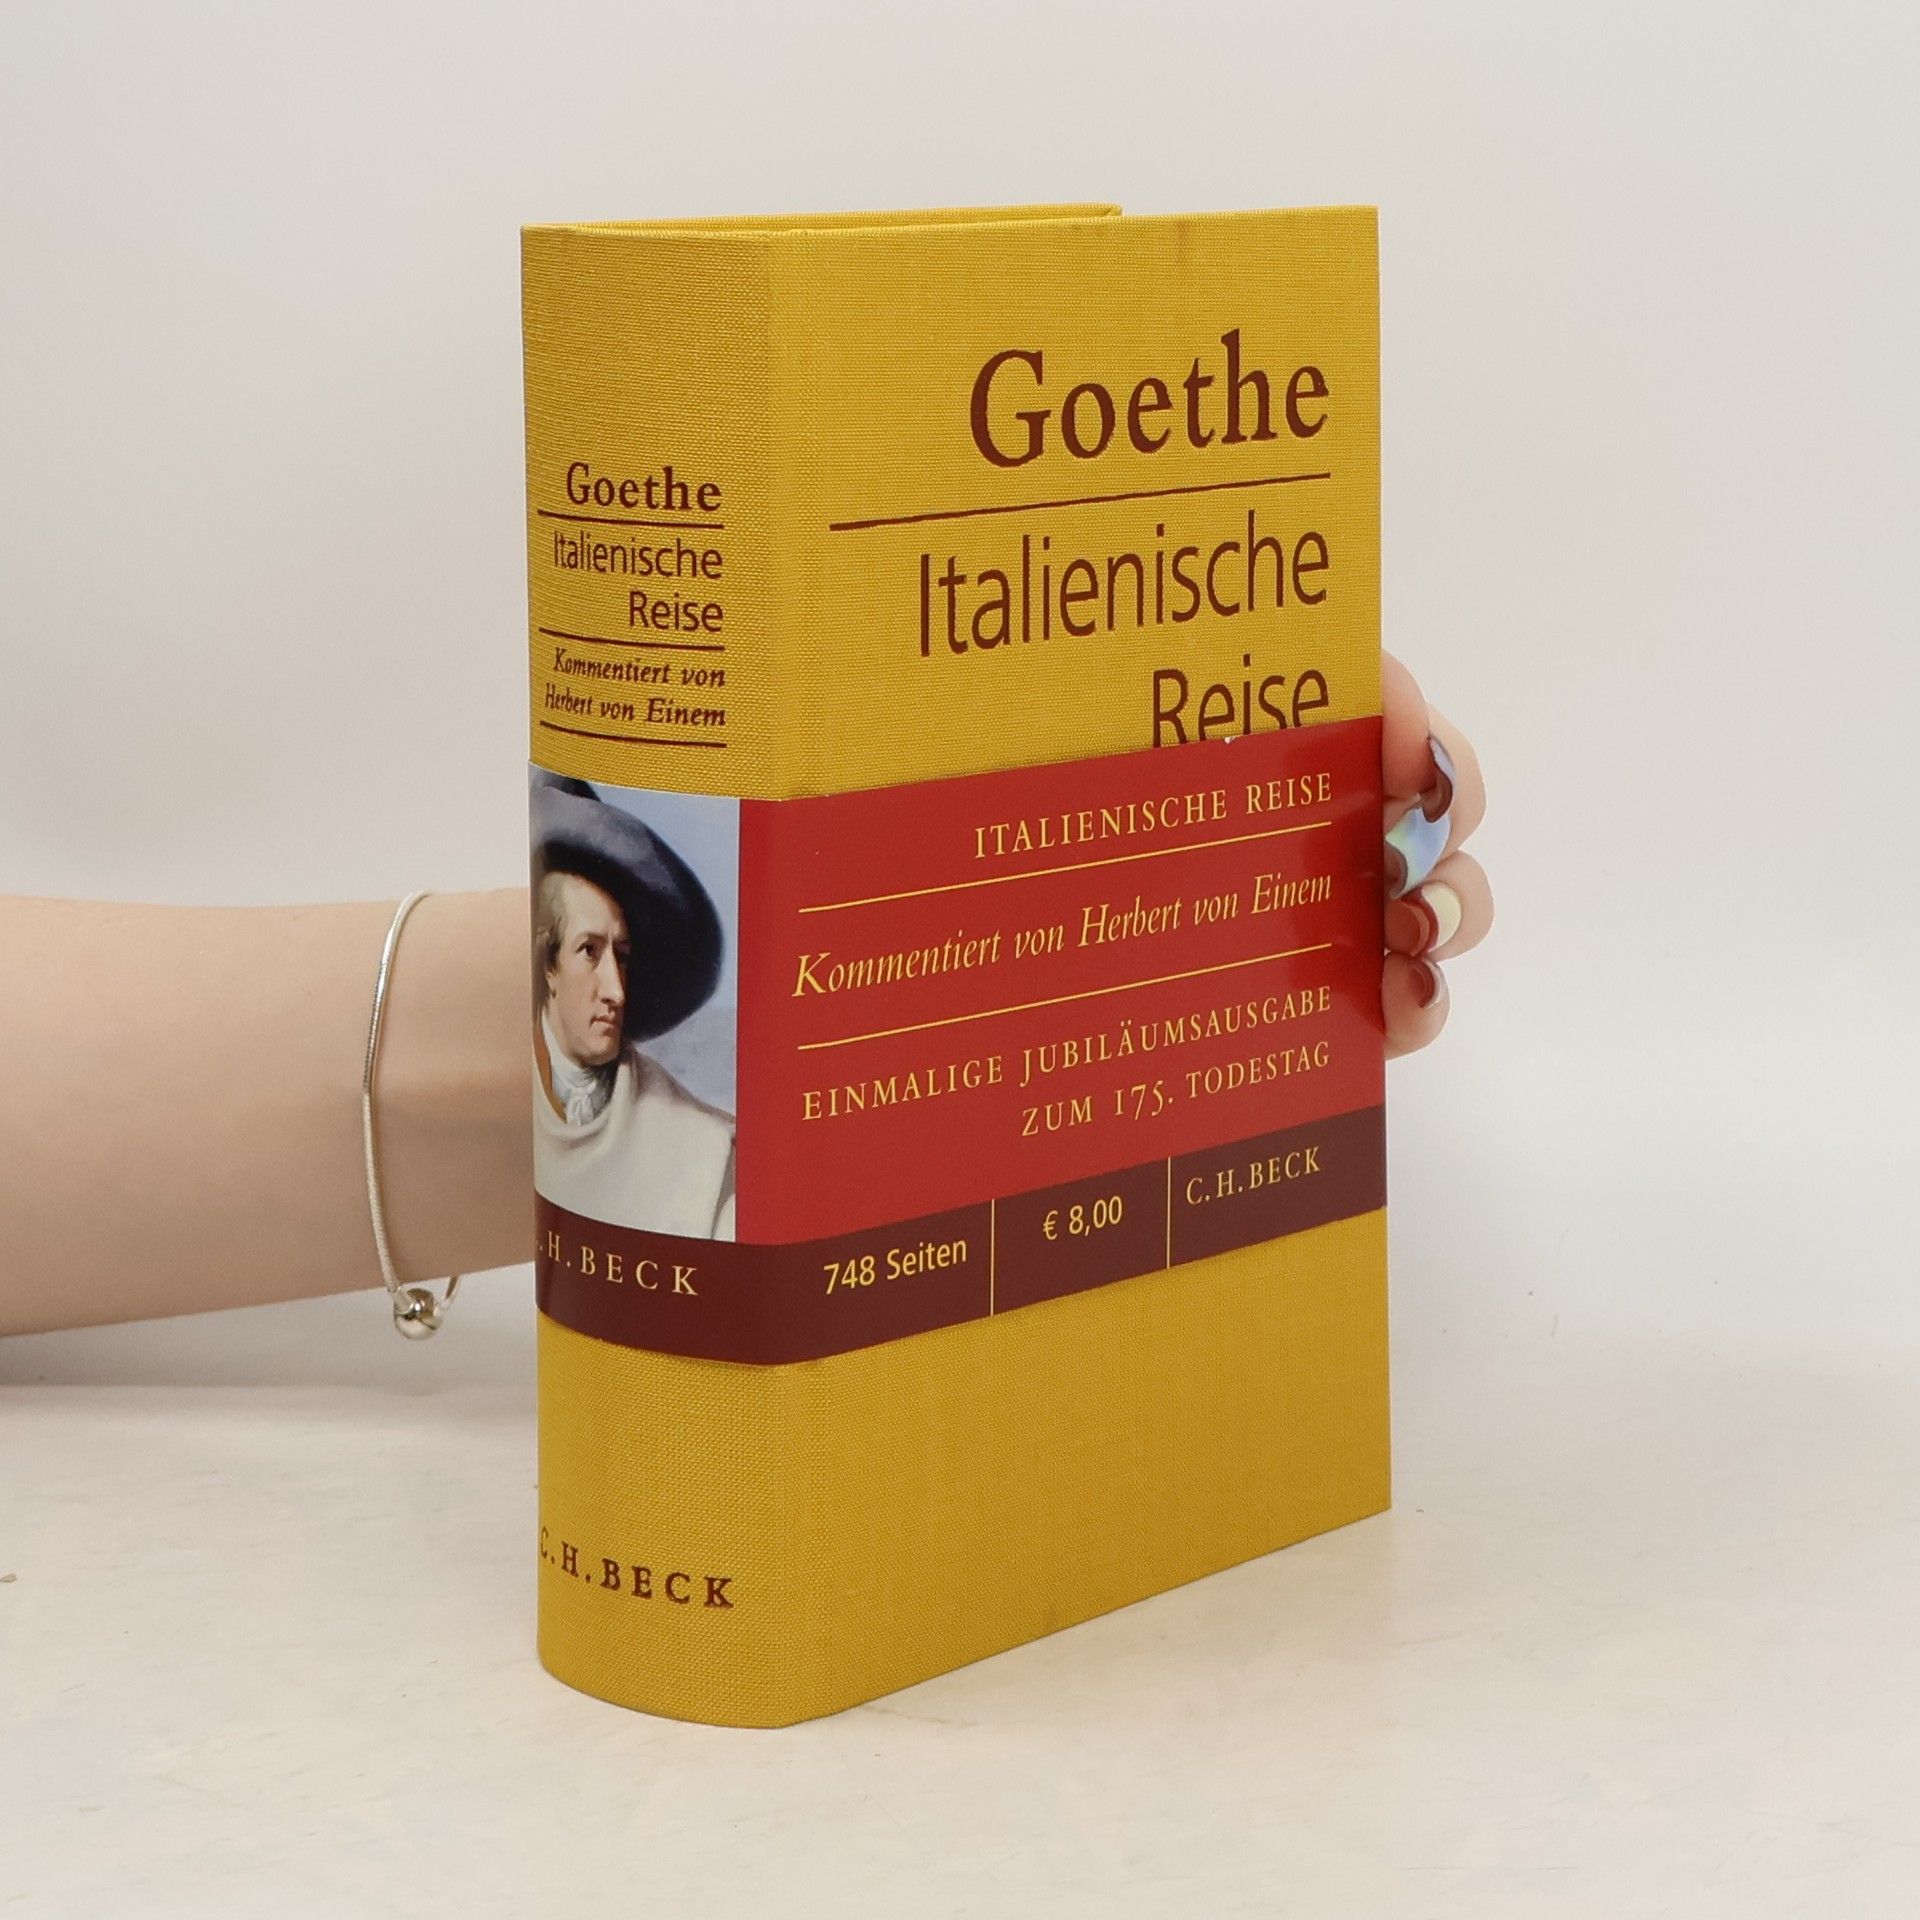 Goethe
Italienische
Reise
Kommentiert von
Herbert von Einem
H. BECK
C.H.BECK
Goethe
Italienische
Reise
ITALIENISCHE REISE
Kommentiert von Herbert von Einem
EINMALIGE JUBILÄUMSAUSGABE
ZUM 175. TODESTAG
748 Seiten
€ 8,00
C.H.BECK